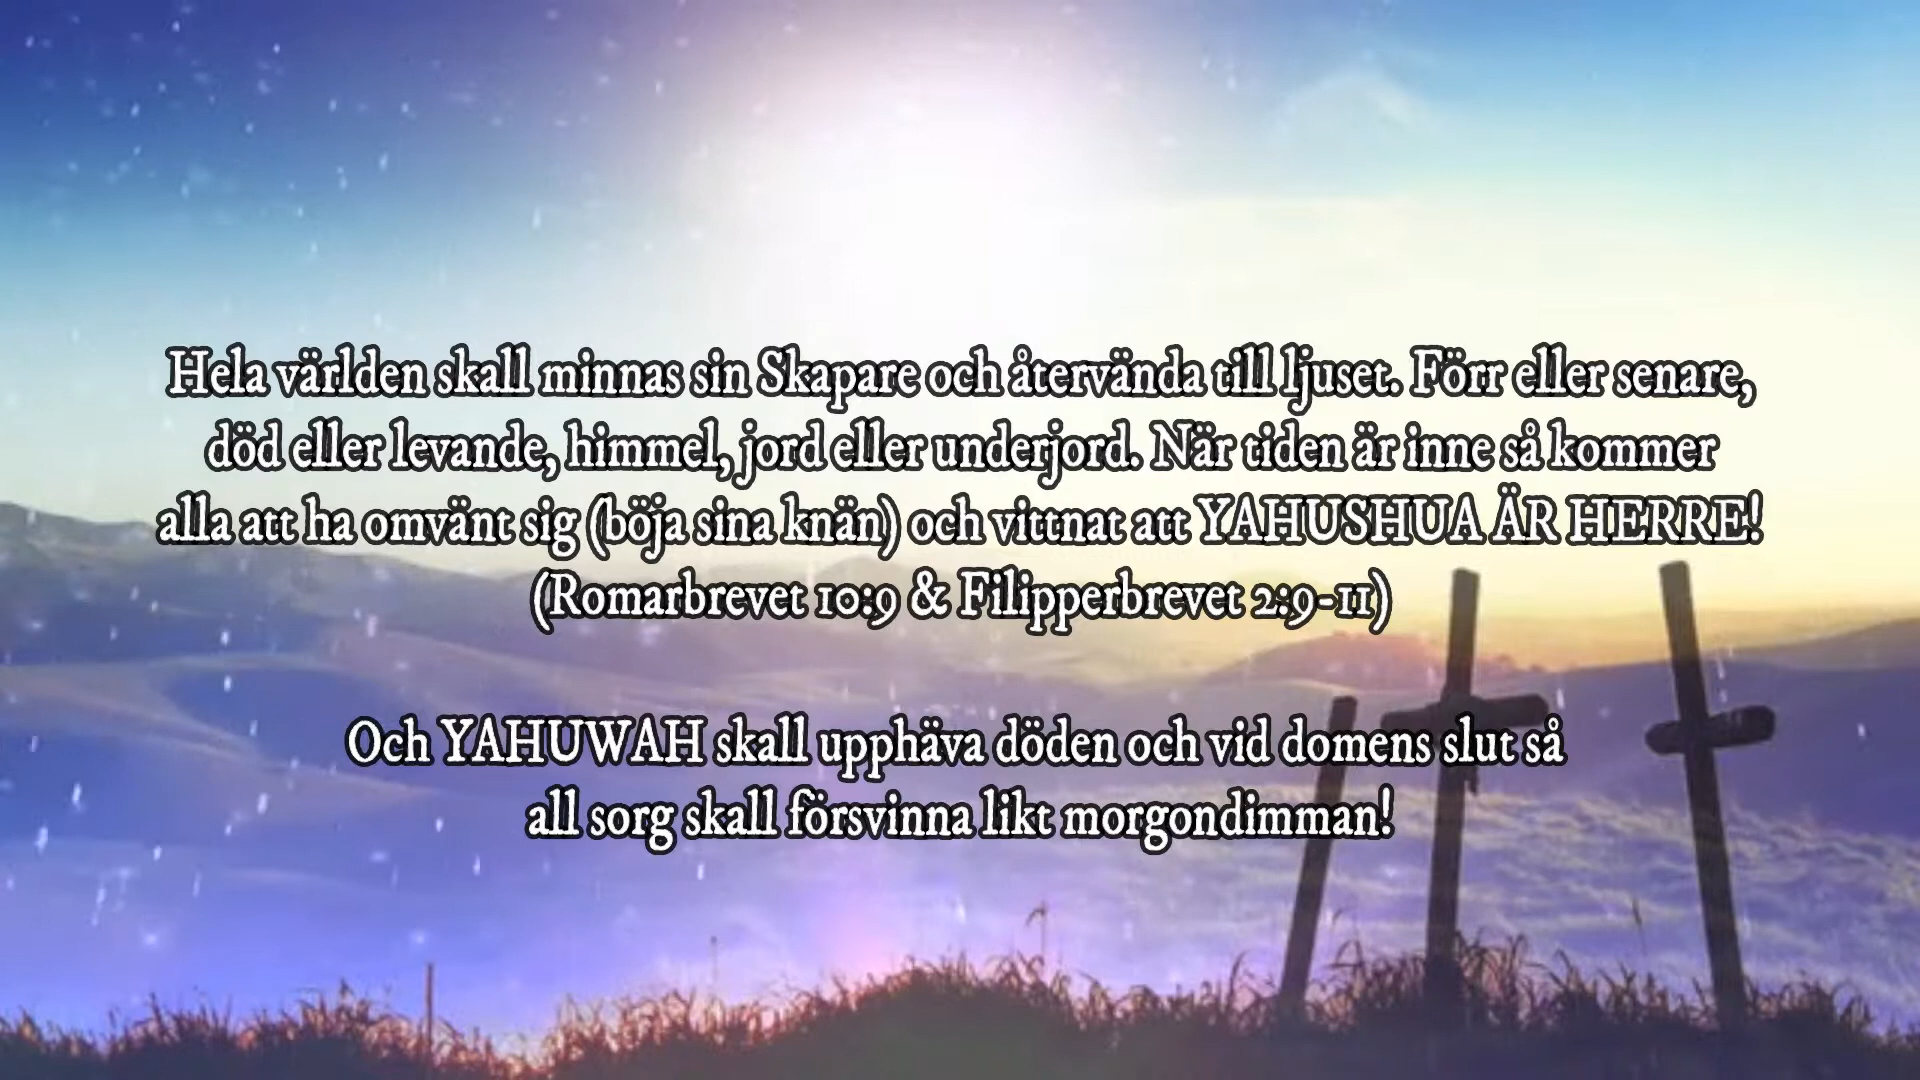 Hela världen skall minnas sin Skapare och återvända till ljuset. Förr eller senare,
död eller levande, himmel, jord eller underjord. När tiden är inne så kommer
alla att ha omvänt sig (böja sina knän) och vittnat att YAHUSHUA ÄR HERRE!
(Romarbrevet 10:9 & Filipperbrevet 2:9-11)
Och YAHUWAH skall upphäva döden och vid domens slut så
all sorg skall försvinna likt morgondimman!